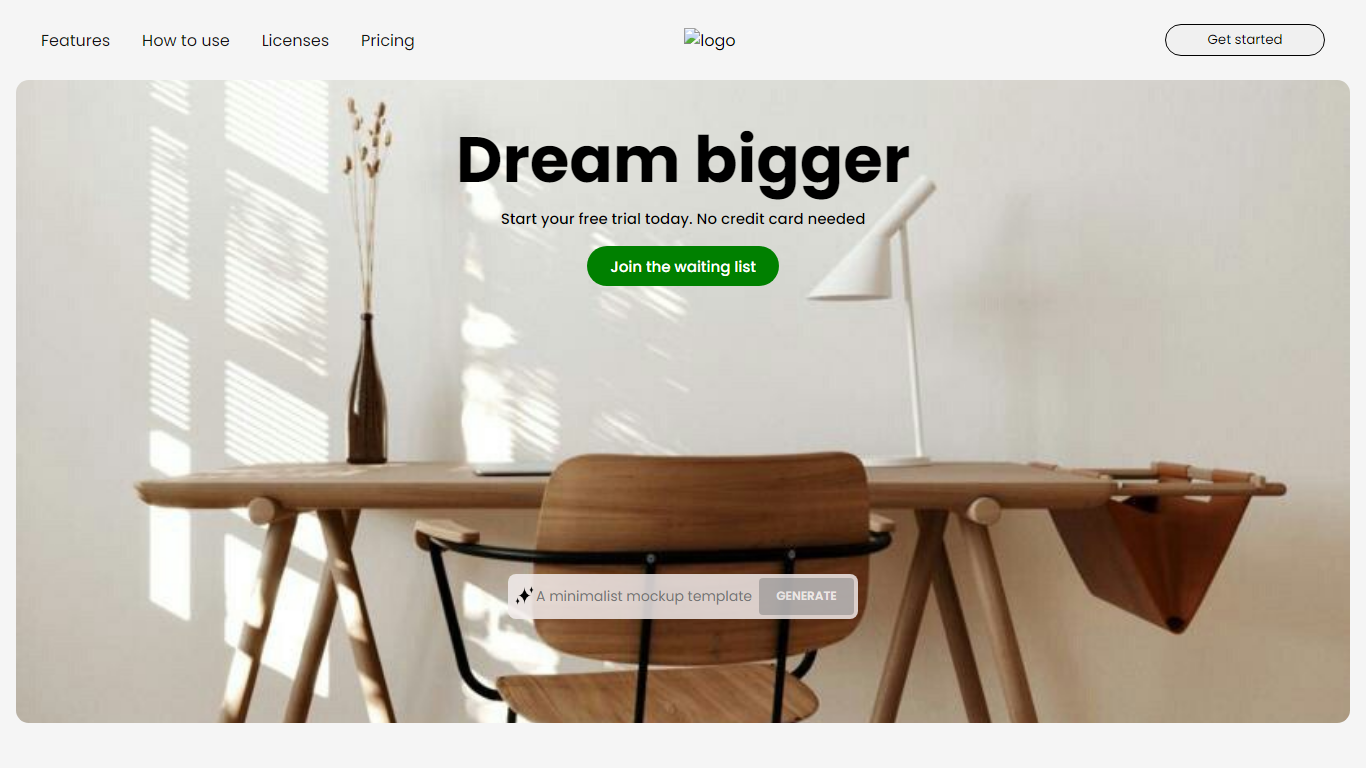 Features
How to use
Licenses
Pricing
logo
Get started
Dream bigger
Start your free trial today. No credit card needed
Join the waiting list
A minimalist mockup template
GENERATE